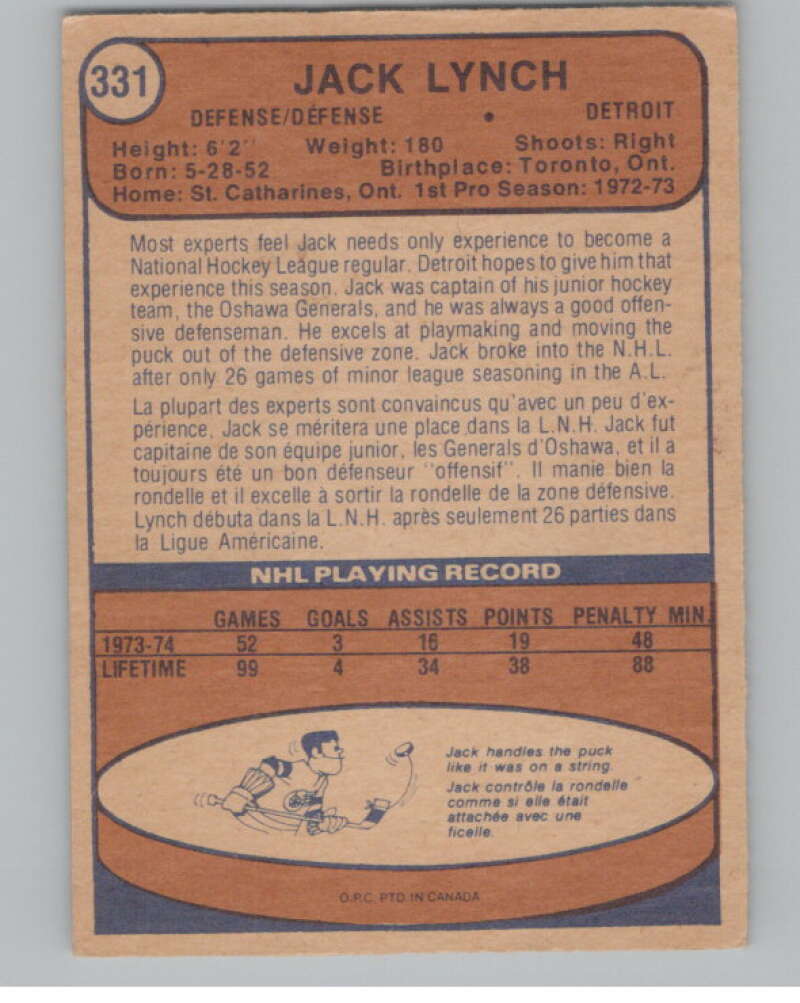 331
JACK LYNCH
DEFENSE/DÉFENSE • DETROIT
Height: 6'2" Weight: 180 Shoots: Right
Born: 5-28-52 Birthplace: Toronto, Ont.
Home: St. Catharines, Ont. 1st Pro Season: 1972-73
Most experts feel Jack needs only experience to become a
National Hockey League regular. Detroit hopes to give him that
experience this season. Jack was captain of his junior hockey
team, the Oshawa Generals, and he was always a good offen-
sive defenseman. He excels at playmaking and moving the
puck out of the defensive zone. Jack broke into the N.H.L.
after only 26 games of minor league seasoning in the A.L.
La plupart des experts sont convaincus qu'avec un peu d'ex-
périence, Jack se méritera une place dans la L.N.H. Jack fut
capitaine de son équipe junior, les Generals d'Oshawa, et il a
toujours été un bon défenseur "offensif". Il manie bien la
rondelle et il excelle à sortir la rondelle de la zone défensive.
Lynch débuta dans la L.N.H. après seulement 26 parties dans
la Ligue Américaine.
NHL PLAYING RECORD
GAMES GOALS ASSISTS POINTS PENALTY MIN.
1973-74 52 3 16 19 48
LIFETIME 99 4 34 38 88
Jack handles the puck
like it was on a string.
Jack contrôle la rondelle
comme si elle était
attachée avec une
ficelle.
O.P.C. PTD IN CANADA